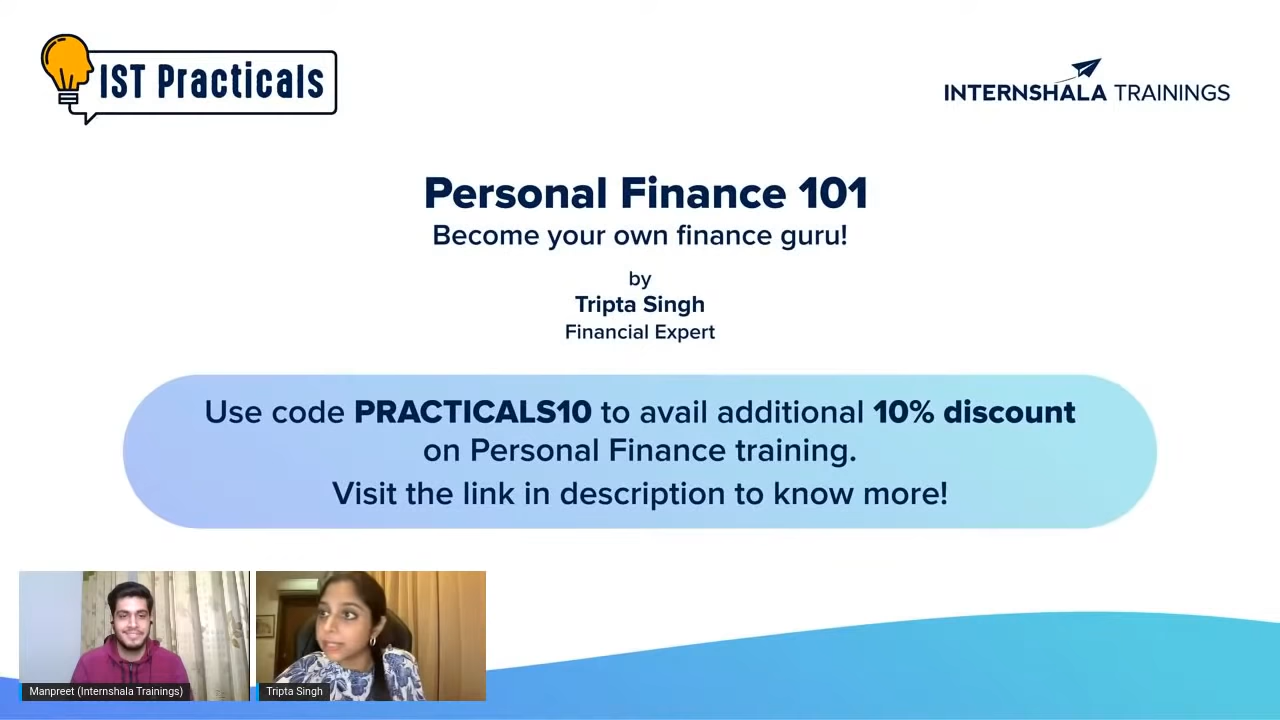 IST Practicals
INTERNSHALA TRAININGS
Personal Finance 101
Become your own finance guru!
by
Tripta Singh
Financial Expert
Use code PRACTICALS10 to avail additional 10% discount
on Personal Finance training.
Visit the link in description to know more!
Manpreet (Internshala Trainings)
Tripta Singh